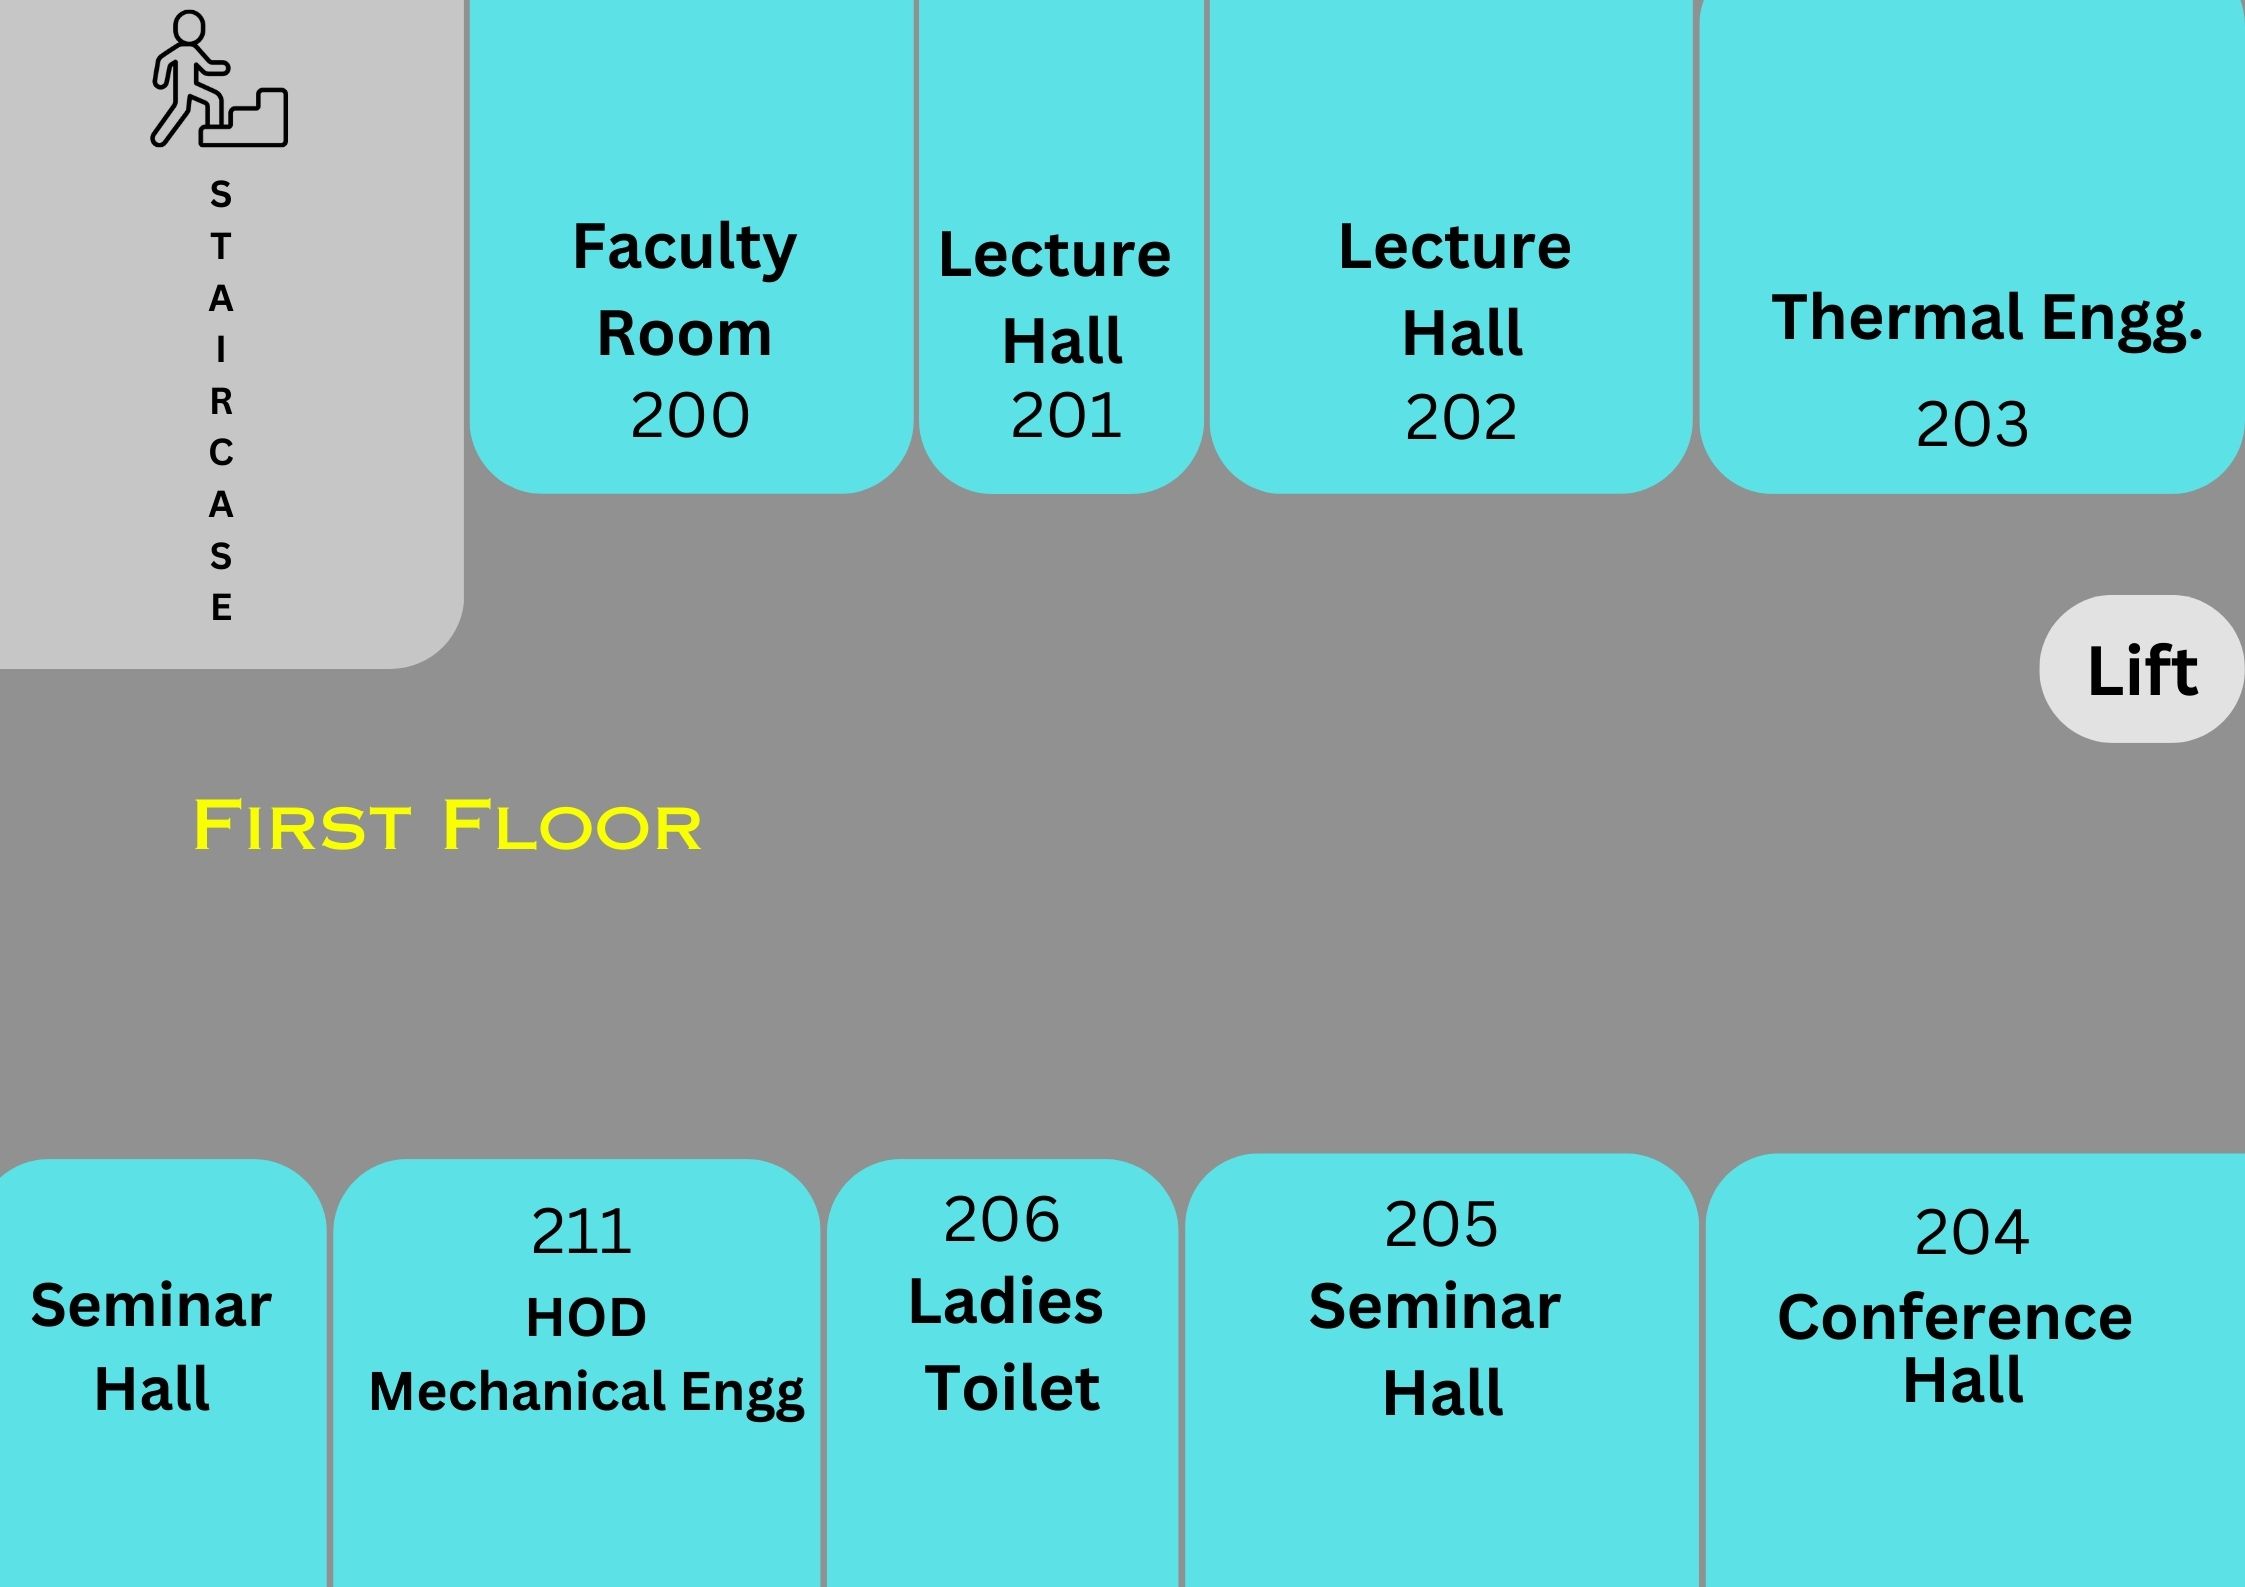 S
T
A
I
R
C
A
S
E
Faculty
Room
200
Lecture
Hall
201
Lecture
Hall
202
Thermal Engg.
203
Lift
First Floor
Seminar
Hall
211
HOD
Mechanical Engg
206
Ladies
Toilet
205
Seminar
Hall
204
Conference
Hall